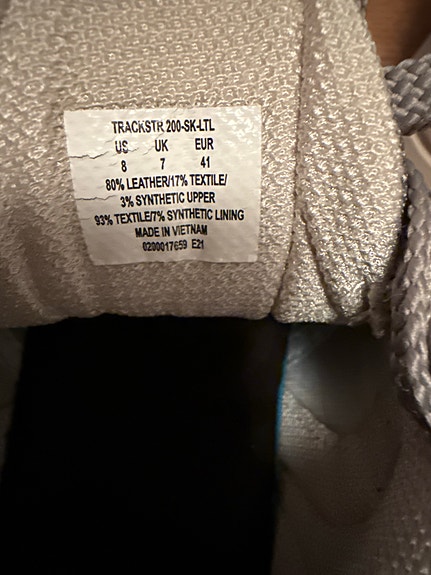 TRACKSTR 200-SK-LTL
US UK EUR
8 7 41
80% LEATHER/17% TEXTILE/
3% SYNTHETIC UPPER
93% TEXTILE/7% SYNTHETIC LINING
MADE IN VIETNAM
0200017659 E21